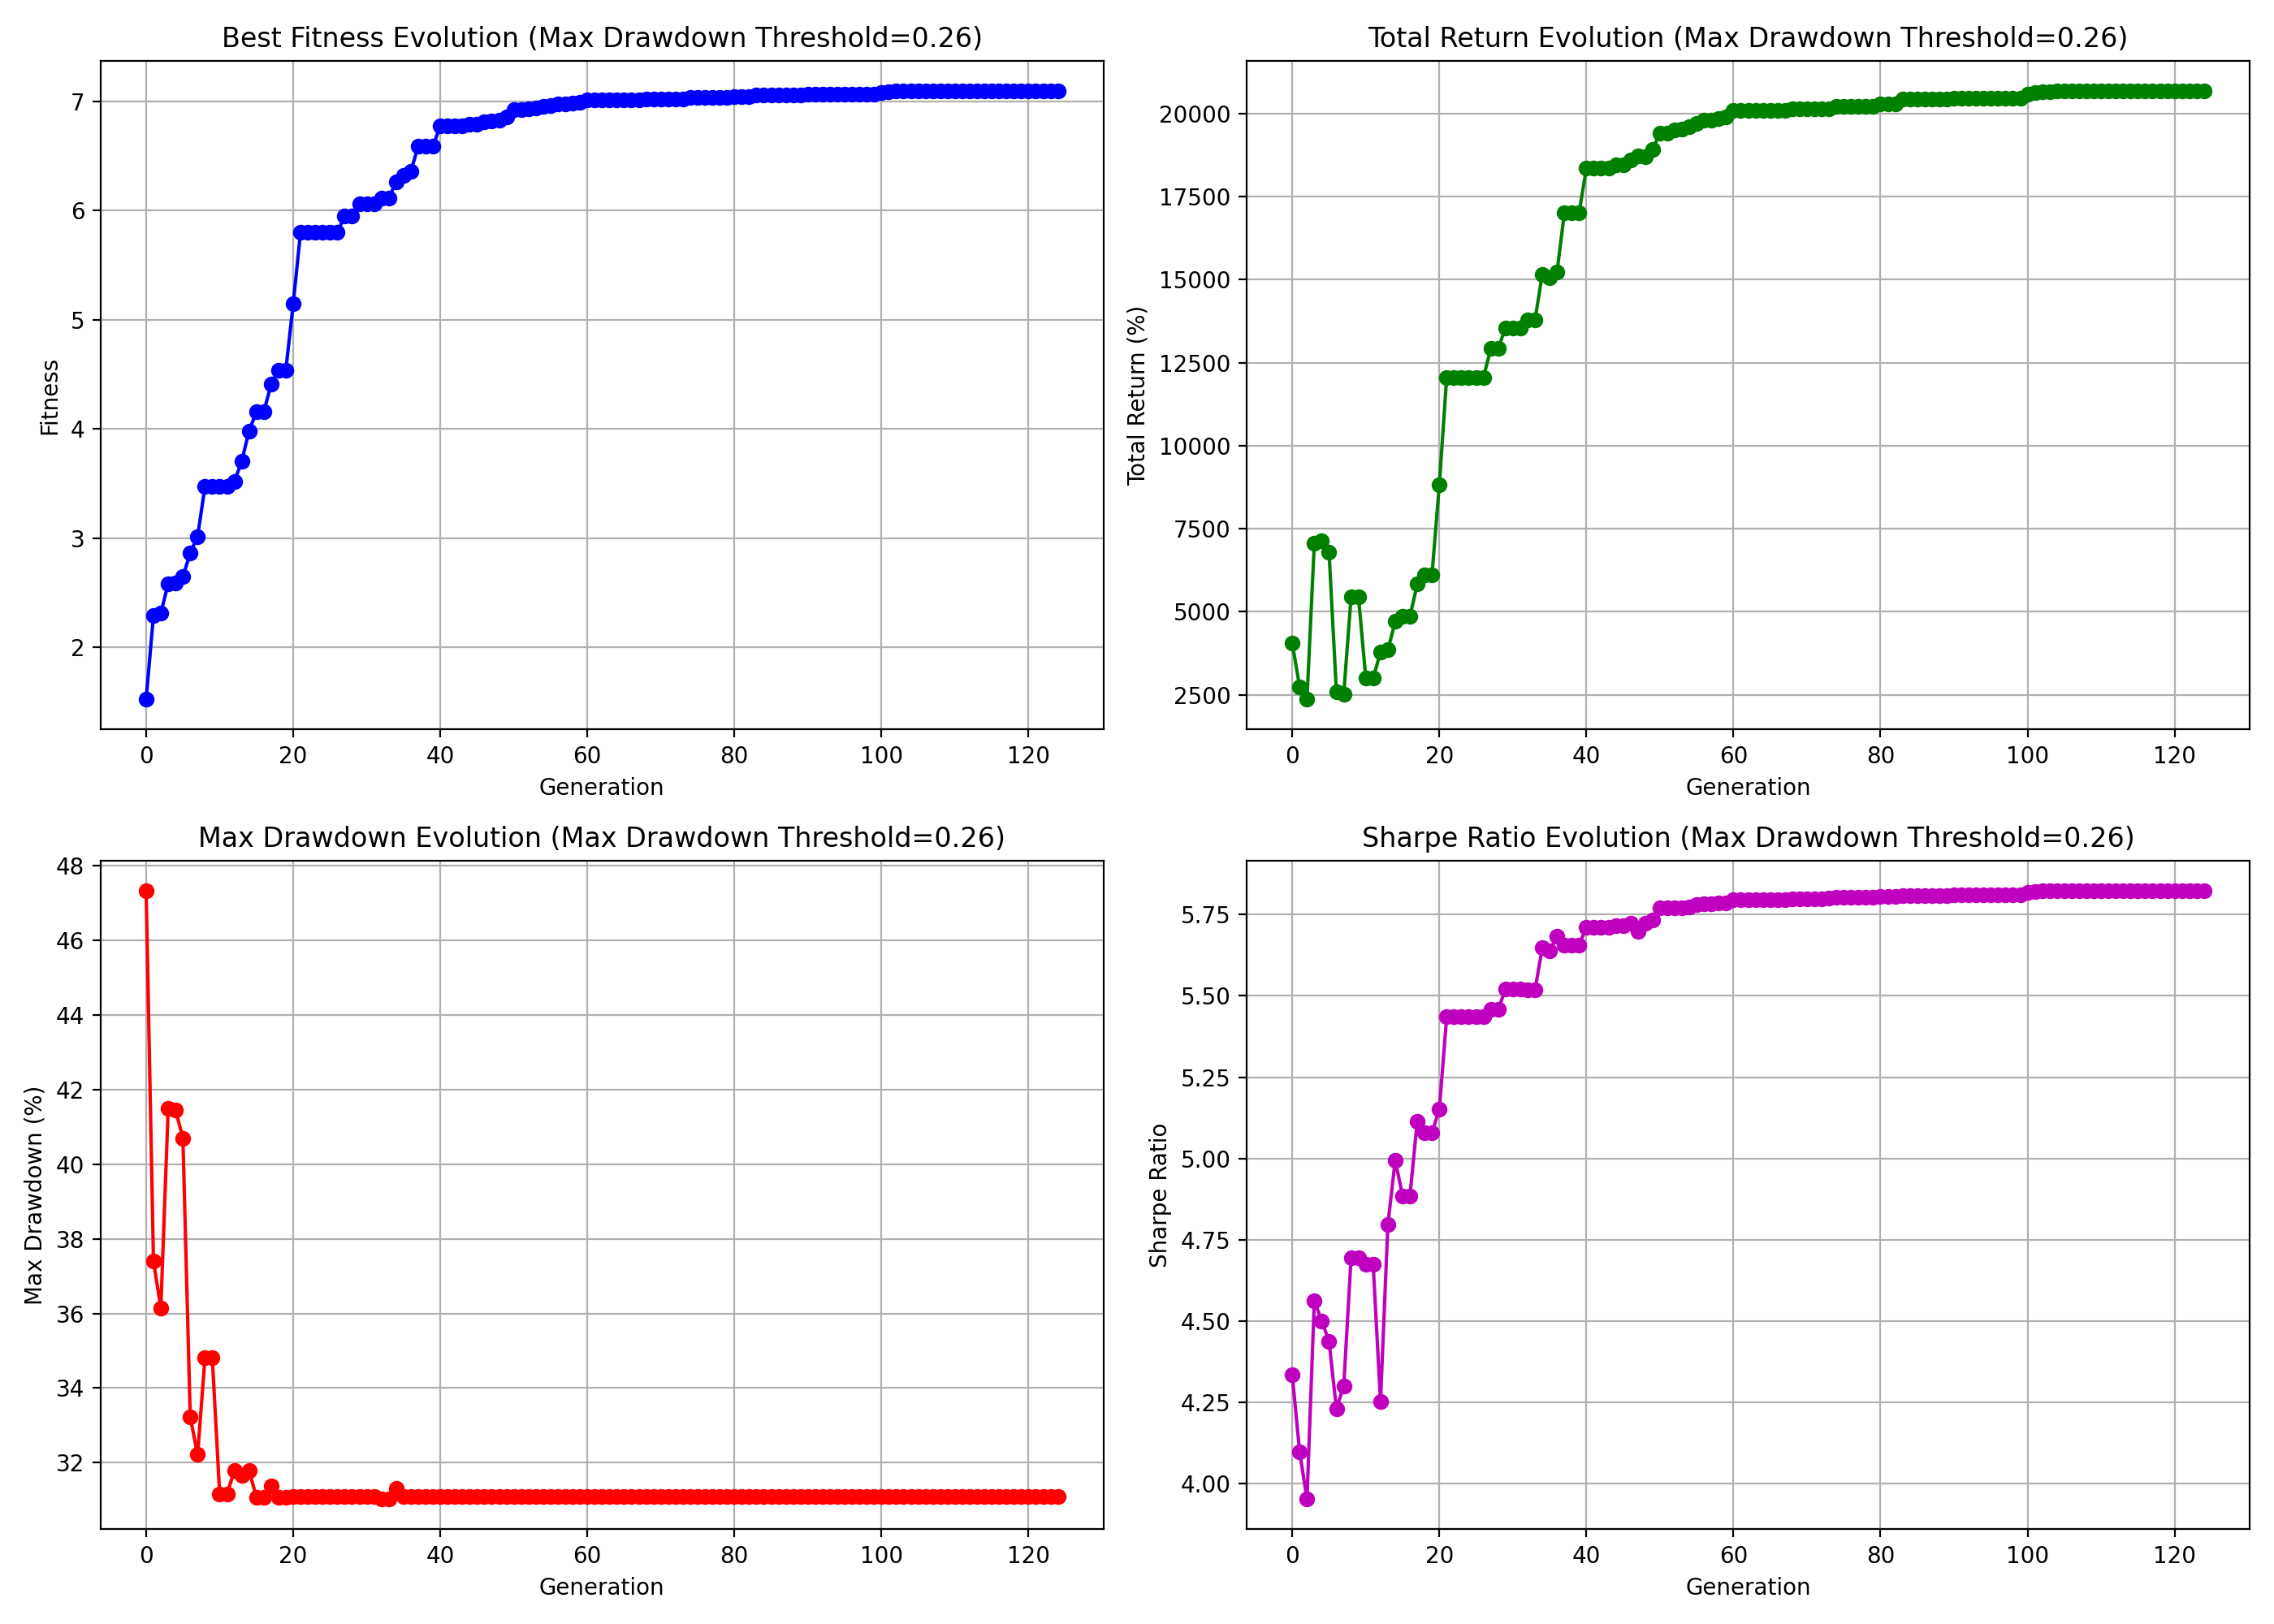 Best Fitness Evolution (Max Drawdown Threshold=0.26)
Fitness
7
6
5
4
3
2
0 20 40 60 80 100 120
Generation
Total Return Evolution (Max Drawdown Threshold=0.26)
Total Return (%)
20000
17500
15000
12500
10000
7500
5000
2500
0 20 40 60 80 100 120
Generation
Max Drawdown Evolution (Max Drawdown Threshold=0.26)
Max Drawdown (%)
48
46
44
42
40
38
36
34
32
0 20 40 60 80 100 120
Generation
Sharpe Ratio Evolution (Max Drawdown Threshold=0.26)
Sharpe Ratio
5.75
5.50
5.25
5.00
4.75
4.50
4.25
4.00
0 20 40 60 80 100 120
Generation